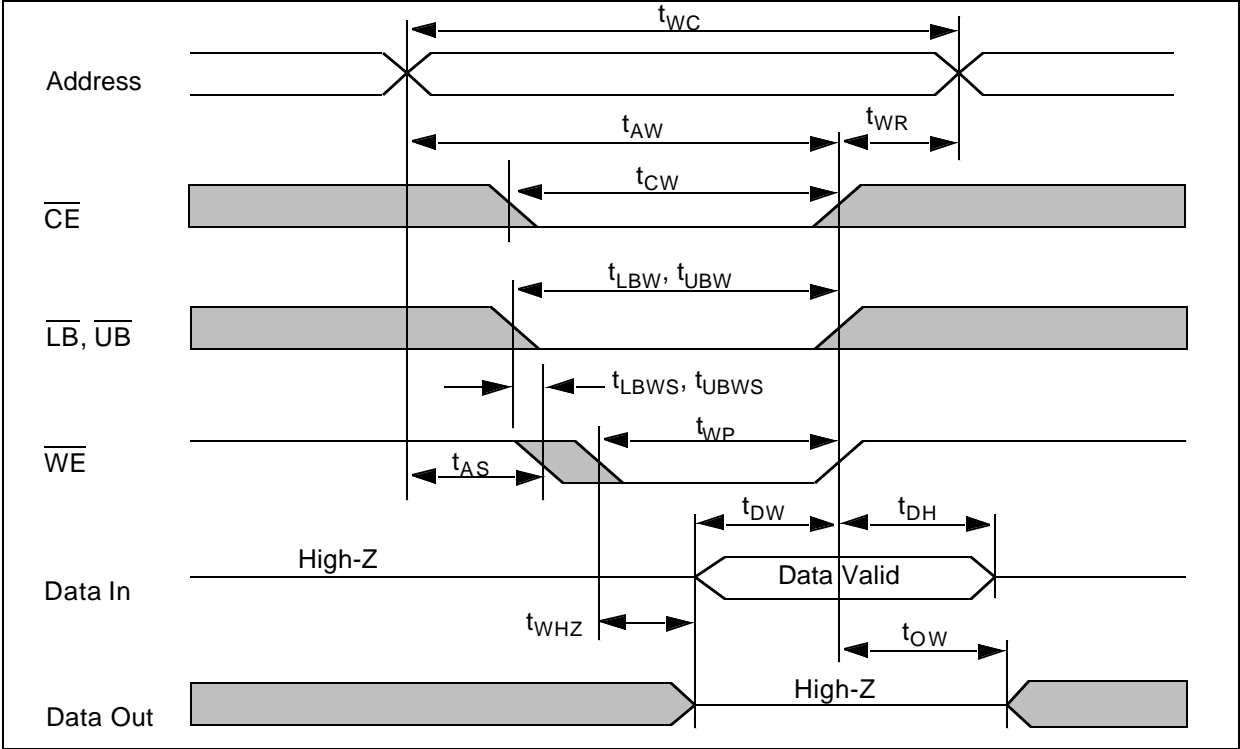 tWC
Address
tAW
tWR
tCW
CE
tLBW, tUBW
LB, UB
tLBWS, tUBWS
tWP
WE
tAS
tDW
tDH
High-Z
Data Valid
Data In
tWHZ
tOW
High-Z
Data Out